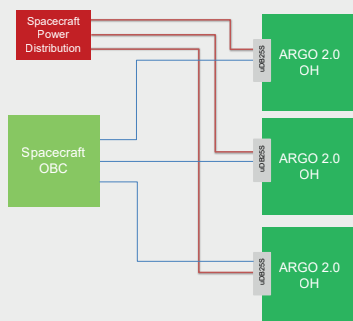 Spacecraft
Power
Distribution
uDB25S
ARGO 2.0
OH
Spacecraft
OBC
uDB25S
ARGO 2.0
OH
uDB25S
ARGO 2.0
OH